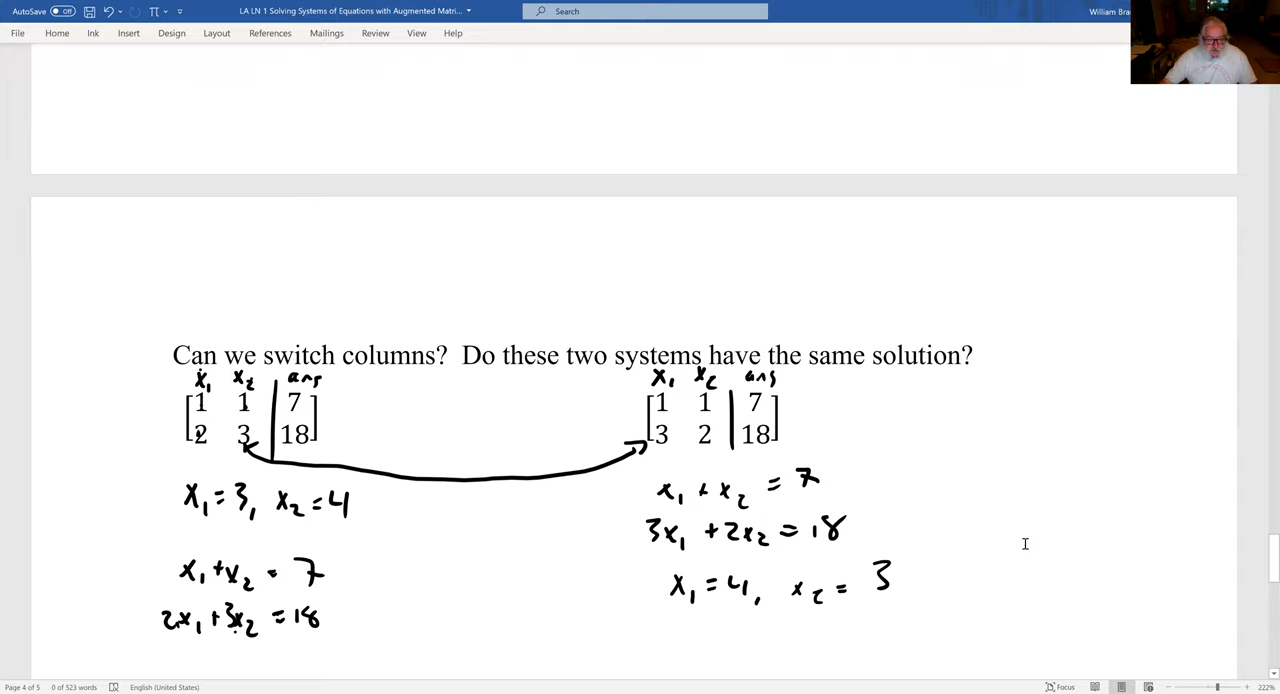 AutoSave Off LA LN 1 Solving Systems of Equations with Augmented Matri... Search William Bra
File Home Ink Insert Design Layout References Mailings Review View Help
Can we switch columns? Do these two systems have the same solution?
x₁ x₂ ans x₁ x₂ ans
1 1 7 1 1 7
2 3 18 3 2 18
x₁ = 3, x₂ = 4
x₁ + x₂ = 7
3x₁ + 2x₂ = 18
x₁ + x₂ = 7
x₁ = 4, x₂ = 3
2x₁ + 3x₂ = 18
Page 4 of 5 0 of 523 words English (United States) Focus 222%